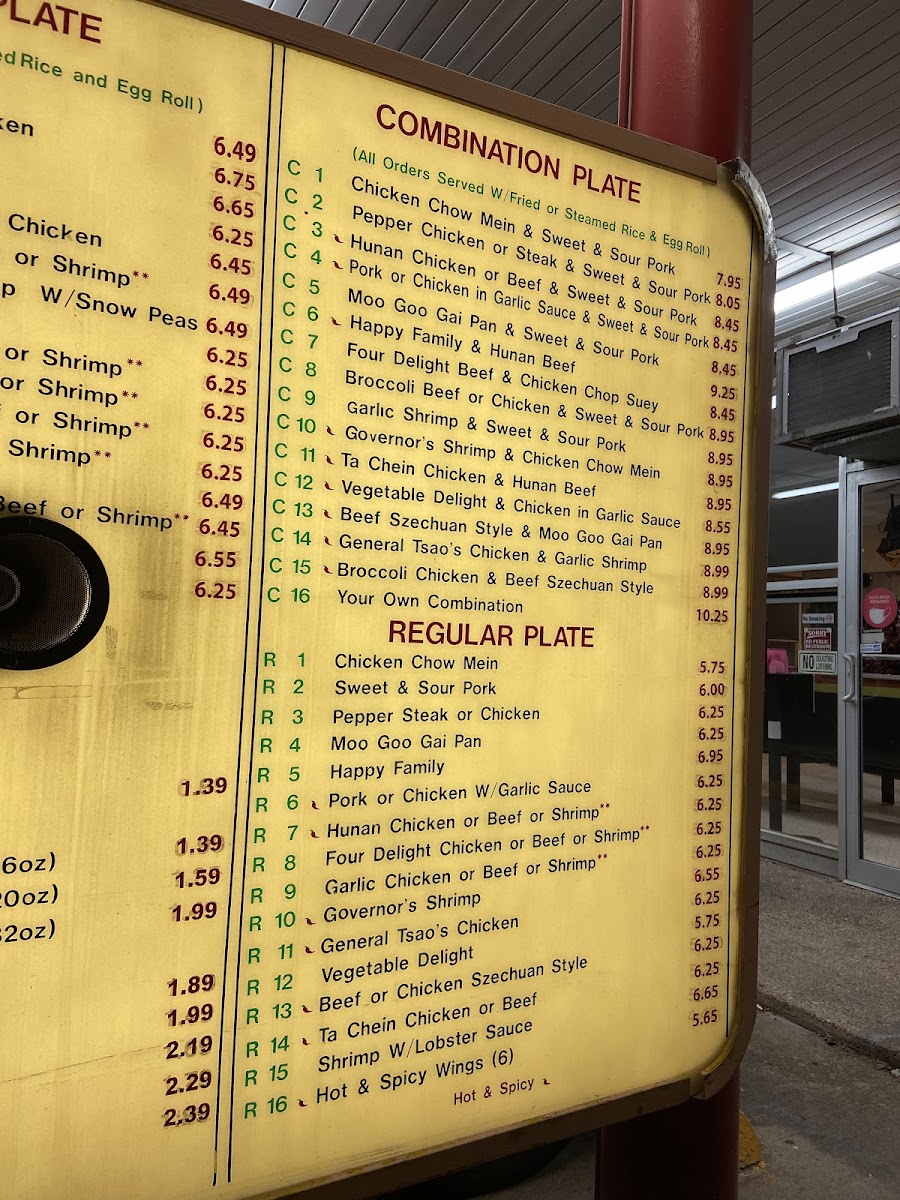 PLATE
ed Rice and Egg Roll)
ken
6.49
6.75
6.65
Chicken 6.25
or Shrimp** 6.45
6.49
p W/Snow Peas 6.49
6.25
or Shrimp** 6.25
or Shrimp** 6.25
or Shrimp** 6.25
Shrimp** 6.25
6.49
Beef or Shrimp** 6.45
6.55
6.25
1.39
1.39
6oz) 1.59
20oz) 1.99
32oz)
1.89
1.99
2.19
2.29
2.39
COMBINATION PLATE
(All Orders Served W/Fried or Steamed Rice & Egg Roll)
C 1 Chicken Chow Mein & Sweet & Sour Pork 7.95
C 2 Pepper Chicken or Steak & Sweet & Sour Pork 8.05
C 3 Hunan Chicken or Beef & Sweet & Sour Pork 8.45
C 4 Pork or Chicken in Garlic Sauce & Sweet & Sour Pork 8.45
C 5 Moo Goo Gai Pan & Sweet & Sour Pork 8.45
C 6 Happy Family & Hunan Beef 9.25
C 7 Four Delight Beef & Chicken Chop Suey 8.45
C 8 Broccoli Beef or Chicken & Sweet & Sour Pork 8.95
C 9 Garlic Shrimp & Sweet & Sour Pork 8.95
C 10 Governor's Shrimp & Chicken Chow Mein 8.95
C 11 Ta Chein Chicken & Hunan Beef 8.95
C 12 Vegetable Delight & Chicken in Garlic Sauce 8.55
C 13 Beef Szechuan Style & Moo Goo Gai Pan 8.95
C 14 General Tsao's Chicken & Garlic Shrimp 8.99
C 15 Broccoli Chicken & Beef Szechuan Style 8.99
C 16 Your Own Combination 10.25
REGULAR PLATE
R 1 Chicken Chow Mein 5.75
R 2 Sweet & Sour Pork 6.00
R 3 Pepper Steak or Chicken 6.25
R 4 Moo Goo Gai Pan 6.25
R 5 Happy Family 6.95
R 6 Pork or Chicken W/Garlic Sauce 6.25
R 7 Hunan Chicken or Beef or Shrimp** 6.25
R 8 Four Delight Chicken or Beef or Shrimp** 6.25
R 9 Garlic Chicken or Beef or Shrimp** 6.25
R 10 Governor's Shrimp 6.55
R 11 General Tsao's Chicken 6.25
R 12 Vegetable Delight 5.75
R 13 Beef or Chicken Szechuan Style 6.25
R 14 Ta Chein Chicken or Beef 6.25
R 15 Shrimp W/Lobster Sauce 6.65
R 16 Hot & Spicy Wings (6) 5.65
Hot & Spicy
No Smoking
SORRY
NO PUBLIC
RESTROOM
NO SOLICITING
LOITERING